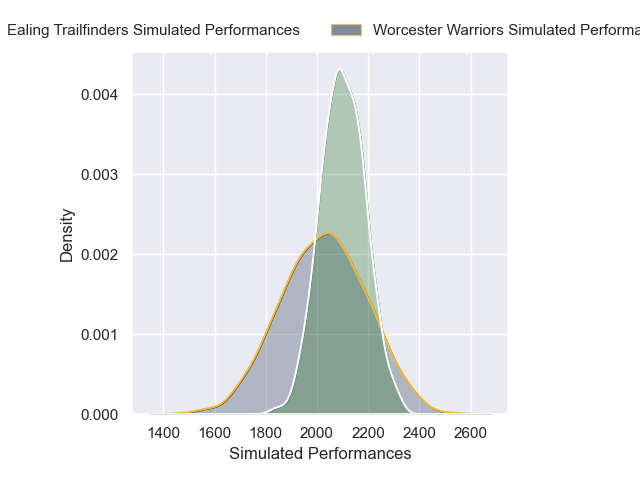 Ealing Trailfinders Simulated Performances Worcester Warriors Simulated Performa
0.004
0.003
0.002
0.001
0.000
Density
1400 1600 1800 2000 2200 2400 2600
Simulated Performances